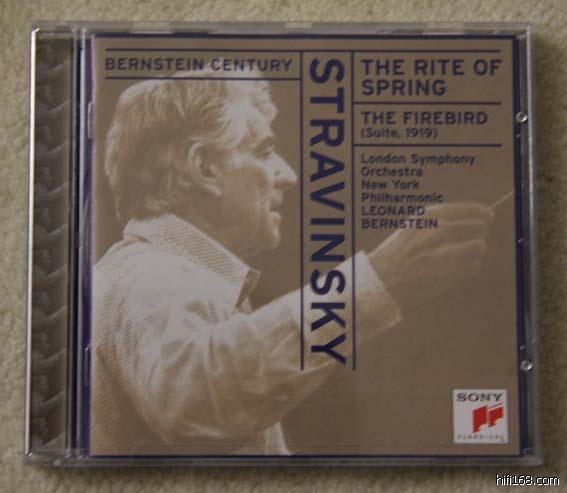 BERNSTEIN CENTURY
STRAVINSKY
THE RITE OF
SPRING
THE FIREBIRD
(Suite, 1919)
London Symphony
Orchestra
New York
Philharmonic
LEONARD
BERNSTEIN
SONY
CLASSICAL
hifi168.com